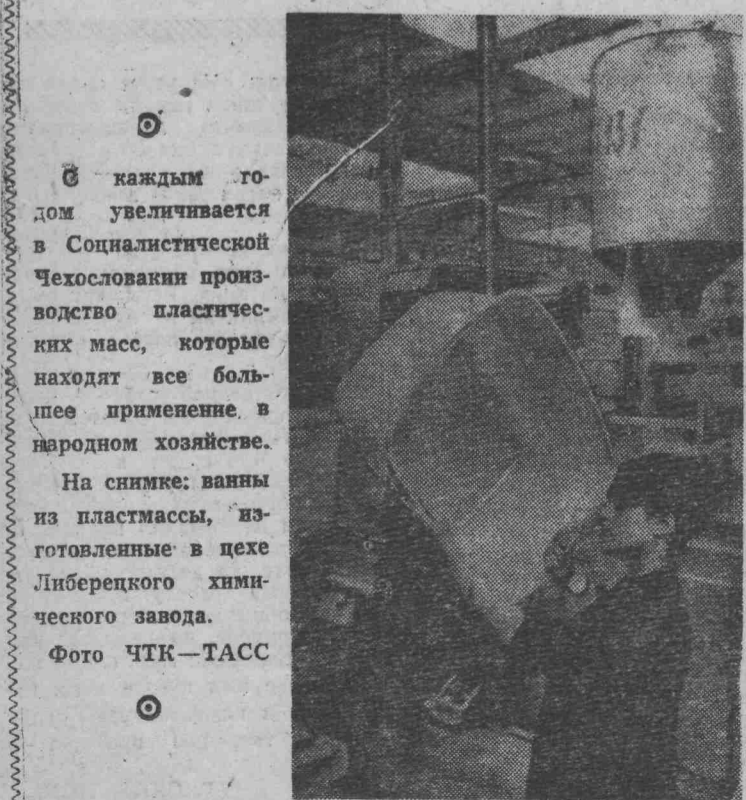 С каждым го-
дом увеличивается
в Социалистической
Чехословакии произ-
водство пластичес-
ких масс, которые
находят все боль-
шее применение в
народном хозяйстве.
На снимке: ванны
из пластмассы, из-
готовленные в цехе
Либерецкого хими-
ческого завода.
Фото ЧТК—ТАСС